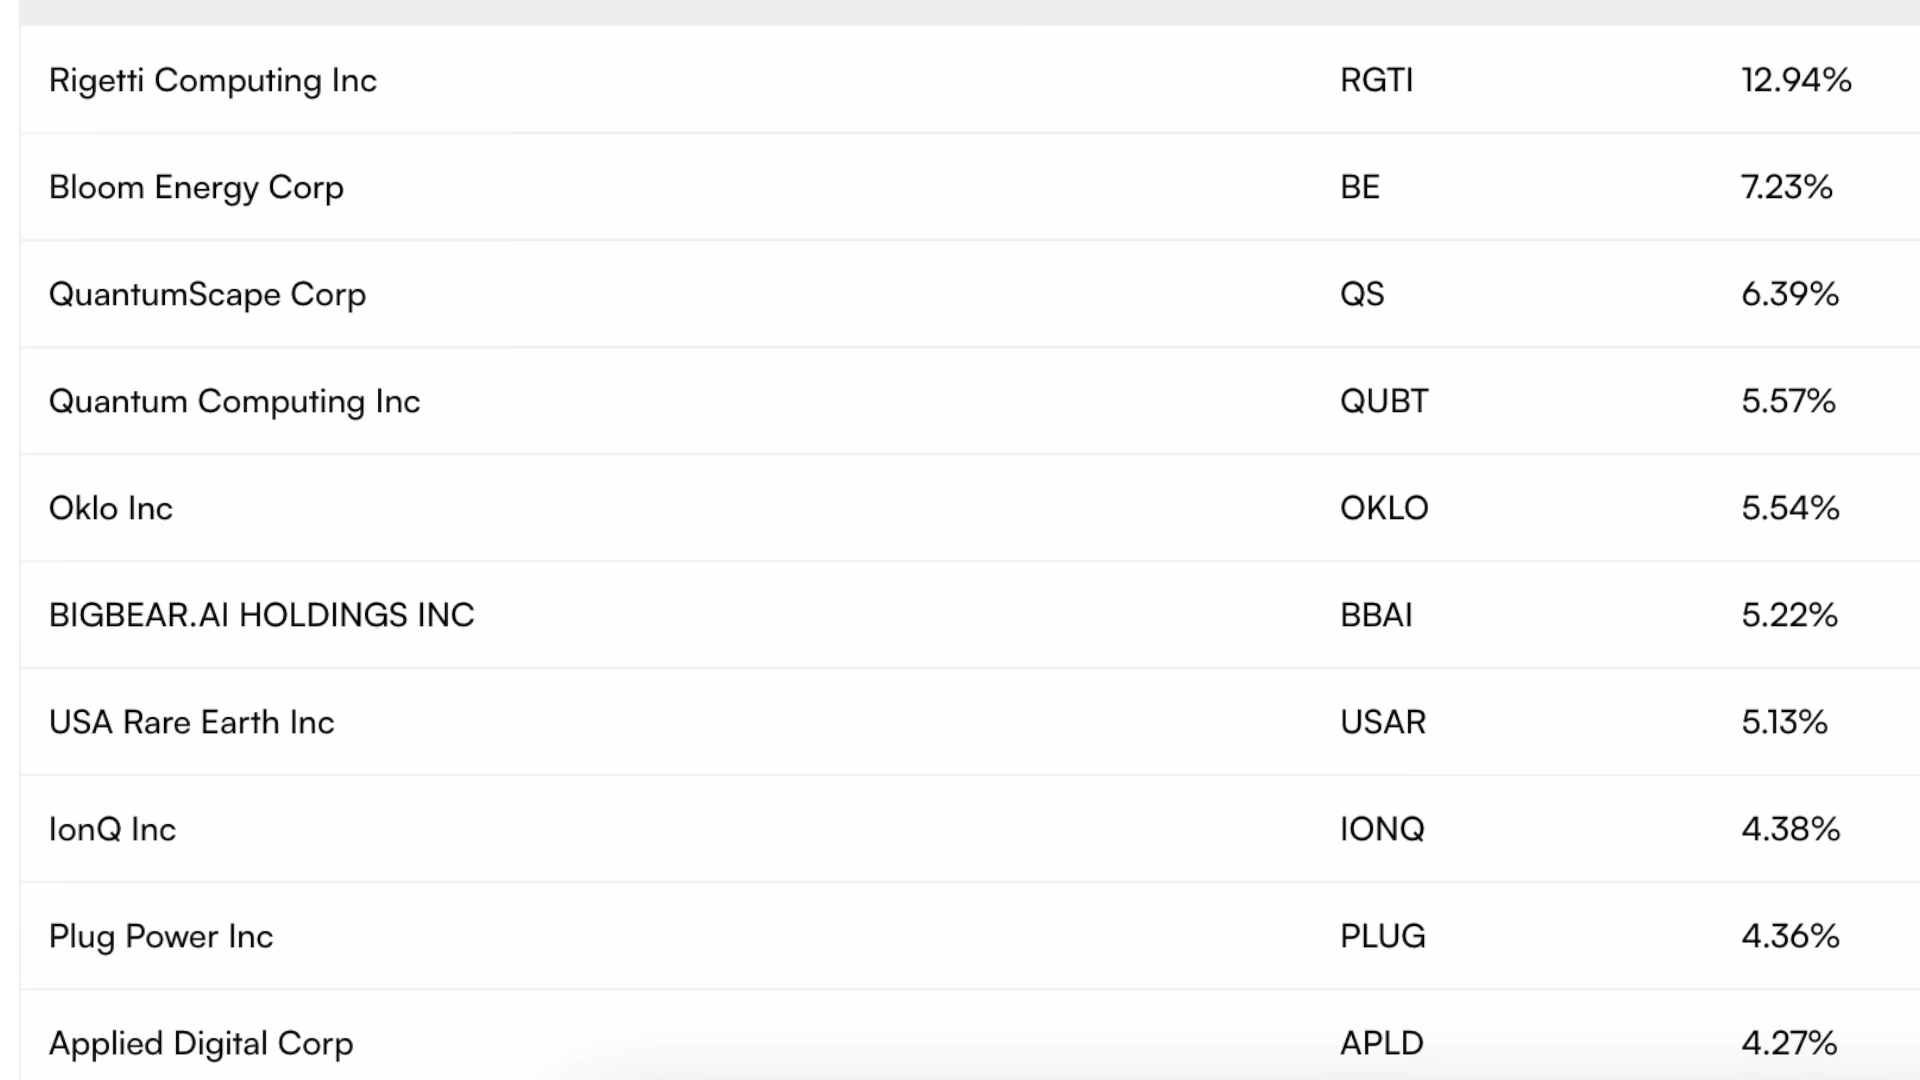 Rigetti Computing Inc RGTI 12.94%
Bloom Energy Corp BE 7.23%
QuantumScape Corp QS 6.39%
Quantum Computing Inc QUBT 5.57%
Oklo Inc OKLO 5.54%
BIGBEAR.AI HOLDINGS INC BBAI 5.22%
USA Rare Earth Inc USAR 5.13%
IonQ Inc IONQ 4.38%
Plug Power Inc PLUG 4.36%
Applied Digital Corp APLD 4.27%